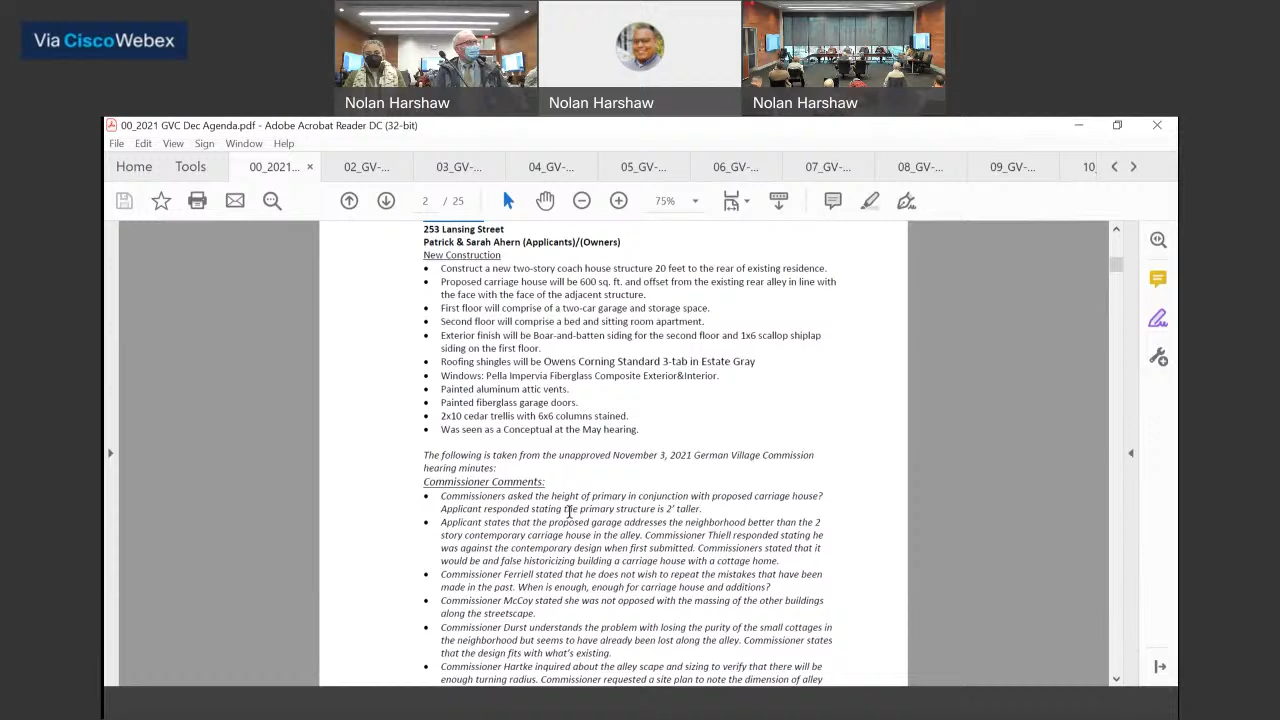 Via CiscoWebex
Nolan Harshaw
Nolan Harshaw
Nolan Harshaw
00_2021 GVC Dec Agenda.pdf - Adobe Acrobat Reader DC (32-bit)
File Edit View Sign Window Help
Home Tools 00_2021... × 02_GV-... 03_GV-... 04_GV-... 05_GV-... 06_GV-... 07_GV-... 08_GV-... 09_GV-... 10_
2 / 25 75%
253 Lansing Street
Patrick & Sarah Ahern (Applicants)/(Owners)
New Construction
• Construct a new two-story coach house structure 20 feet to the rear of existing residence.
• Proposed carriage house will be 600 sq. ft. and offset from the existing rear alley in line with
the face with the face of the adjacent structure.
• First floor will comprise of a two-car garage and storage space.
• Second floor will comprise a bed and sitting room apartment.
• Exterior finish will be Boar-and-batten siding for the second floor and 1x6 scallop shiplap
siding on the first floor.
• Roofing shingles will be Owens Corning Standard 3-tab in Estate Gray
• Windows: Pella Impervia Fiberglass Composite Exterior&Interior.
• Painted aluminum attic vents.
• Painted fiberglass garage doors.
• 2x10 cedar trellis with 6x6 columns stained.
• Was seen as a Conceptual at the May hearing.
The following is taken from the unapproved November 3, 2021 German Village Commission
hearing minutes:
Commissioner Comments:
• Commissioners asked the height of primary in conjunction with proposed carriage house?
Applicant responded stating the primary structure is 2' taller.
• Applicant states that the proposed garage addresses the neighborhood better than the 2
story contemporary carriage house in the alley. Commissioner Thiell responded stating he
was against the contemporary design when first submitted. Commissioners stated that it
would be and false historicizing building a carriage house with a cottage home.
• Commissioner Ferriell stated that he does not wish to repeat the mistakes that have been
made in the past. When is enough, enough for carriage house and additions?
• Commissioner McCoy stated she was not opposed with the massing of the other buildings
along the streetscape.
• Commissioner Durst understands the problem with losing the purity of the small cottages in
the neighborhood but seems to have already been lost along the alley. Commissioner states
that the design fits with what's existing.
• Commissioner Hartke inquired about the alley scape and sizing to verify that there will be
enough turning radius. Commissioner requested a site plan to note the dimension of alley